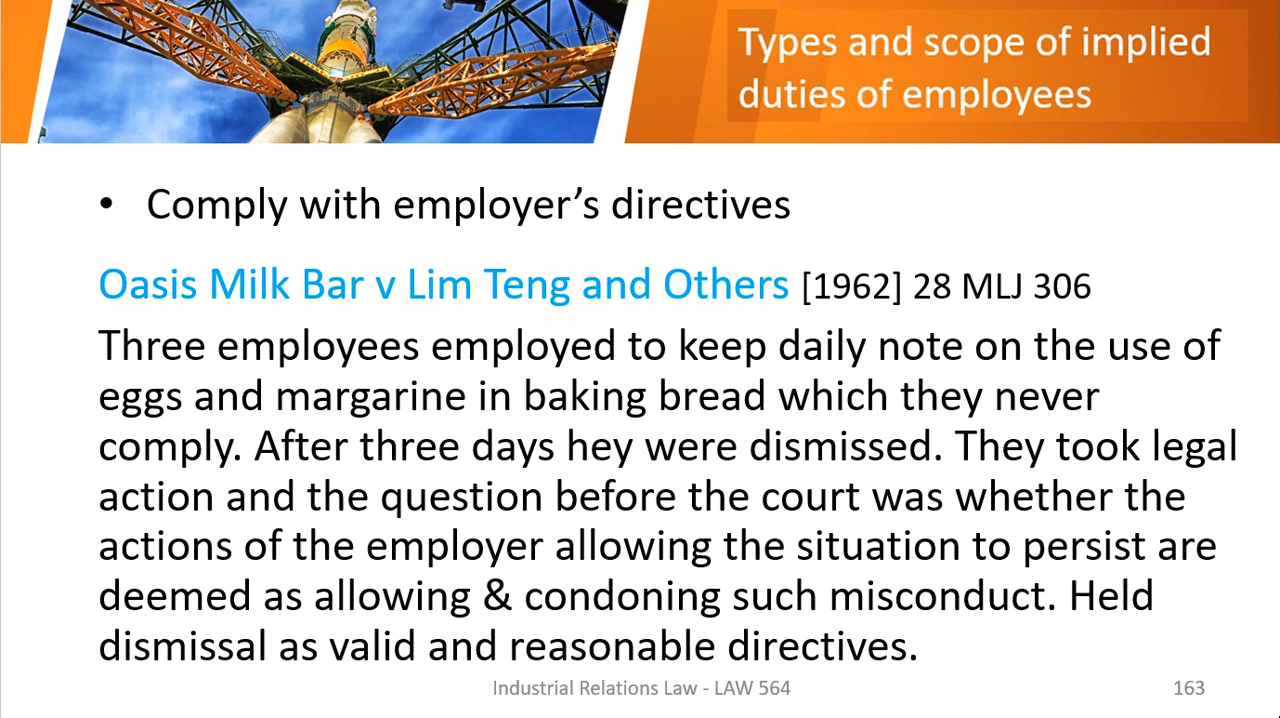 Types and scope of implied
duties of employees
• Comply with employer’s directives
Oasis Milk Bar v Lim Teng and Others [1962] 28 MLJ 306
Three employees employed to keep daily note on the use of
eggs and margarine in baking bread which they never
comply. After three days hey were dismissed. They took legal
action and the question before the court was whether the
actions of the employer allowing the situation to persist are
deemed as allowing & condoning such misconduct. Held
dismissal as valid and reasonable directives.
Industrial Relations Law - LAW 564
163